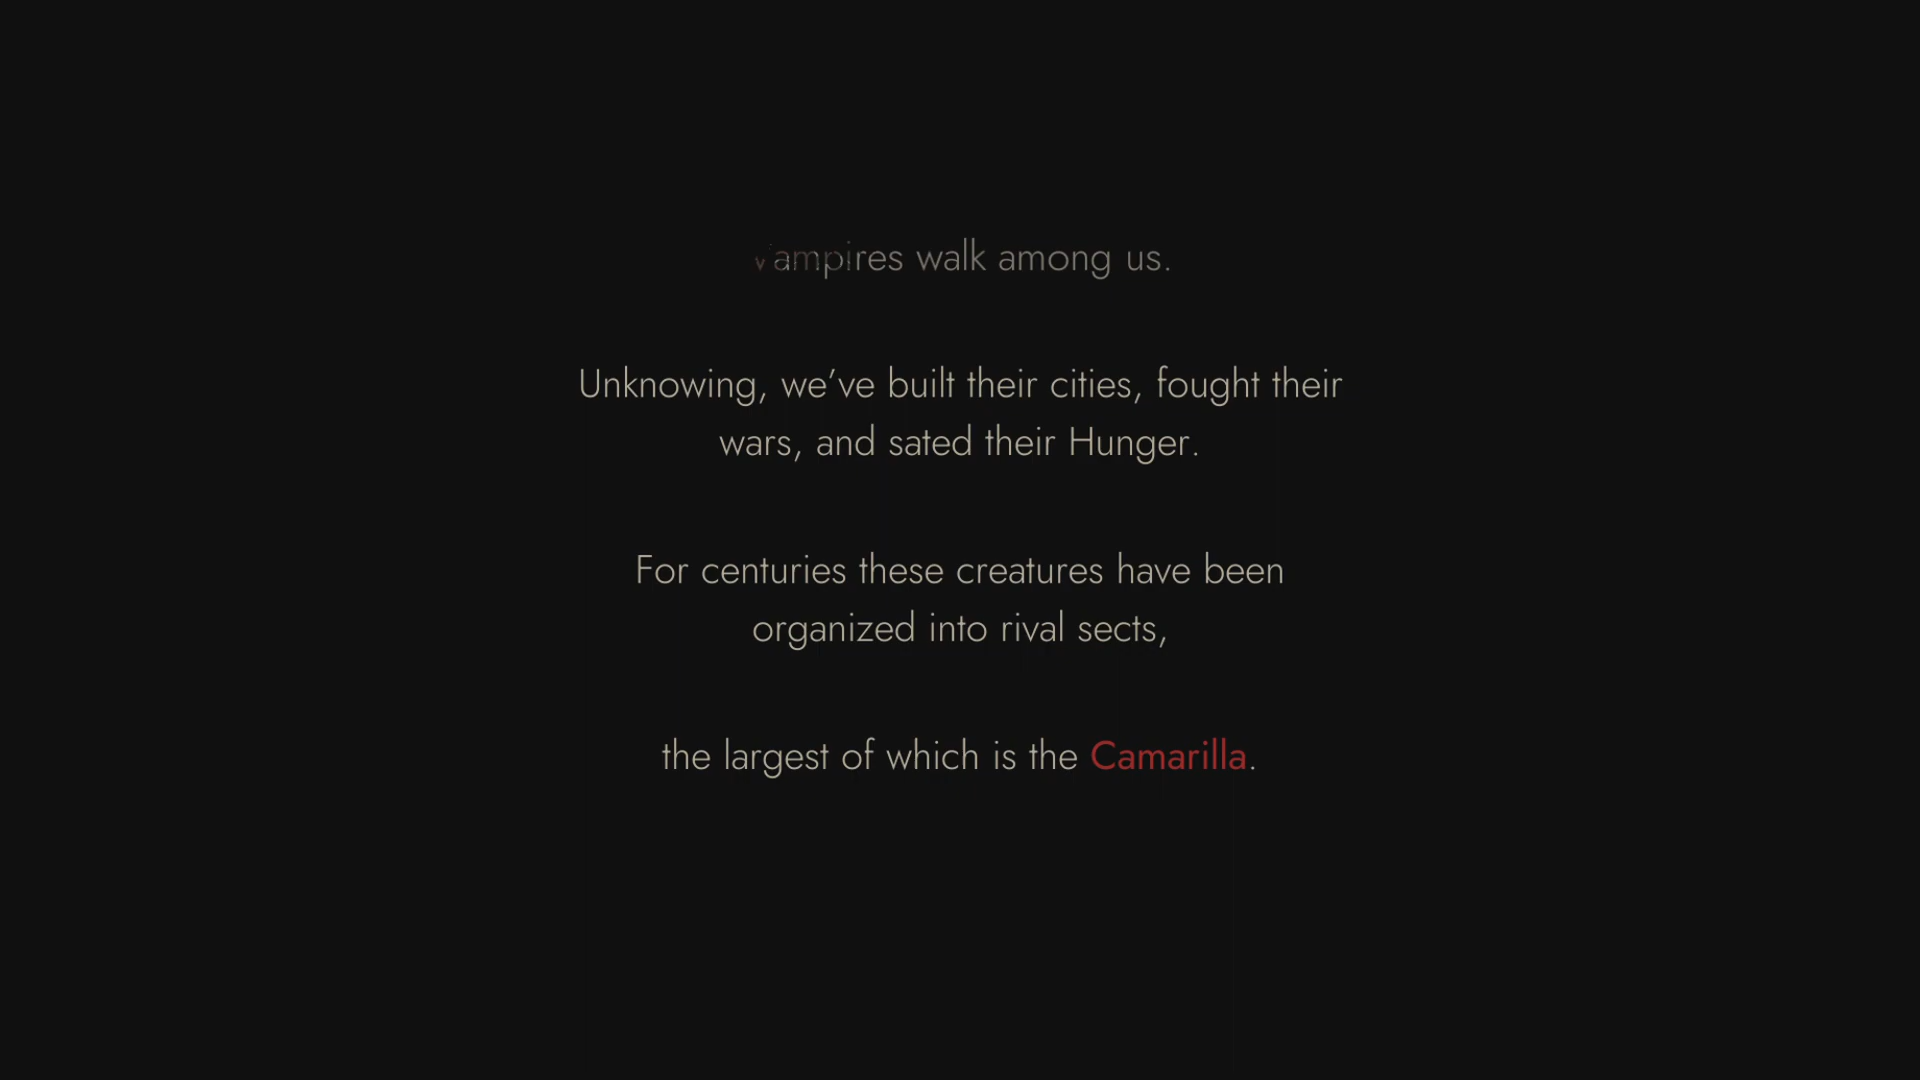 Vampires walk among us.
Unknowing, we’ve built their cities, fought their
wars, and sated their Hunger.
For centuries these creatures have been
organized into rival sects,
the largest of which is the Camarilla.